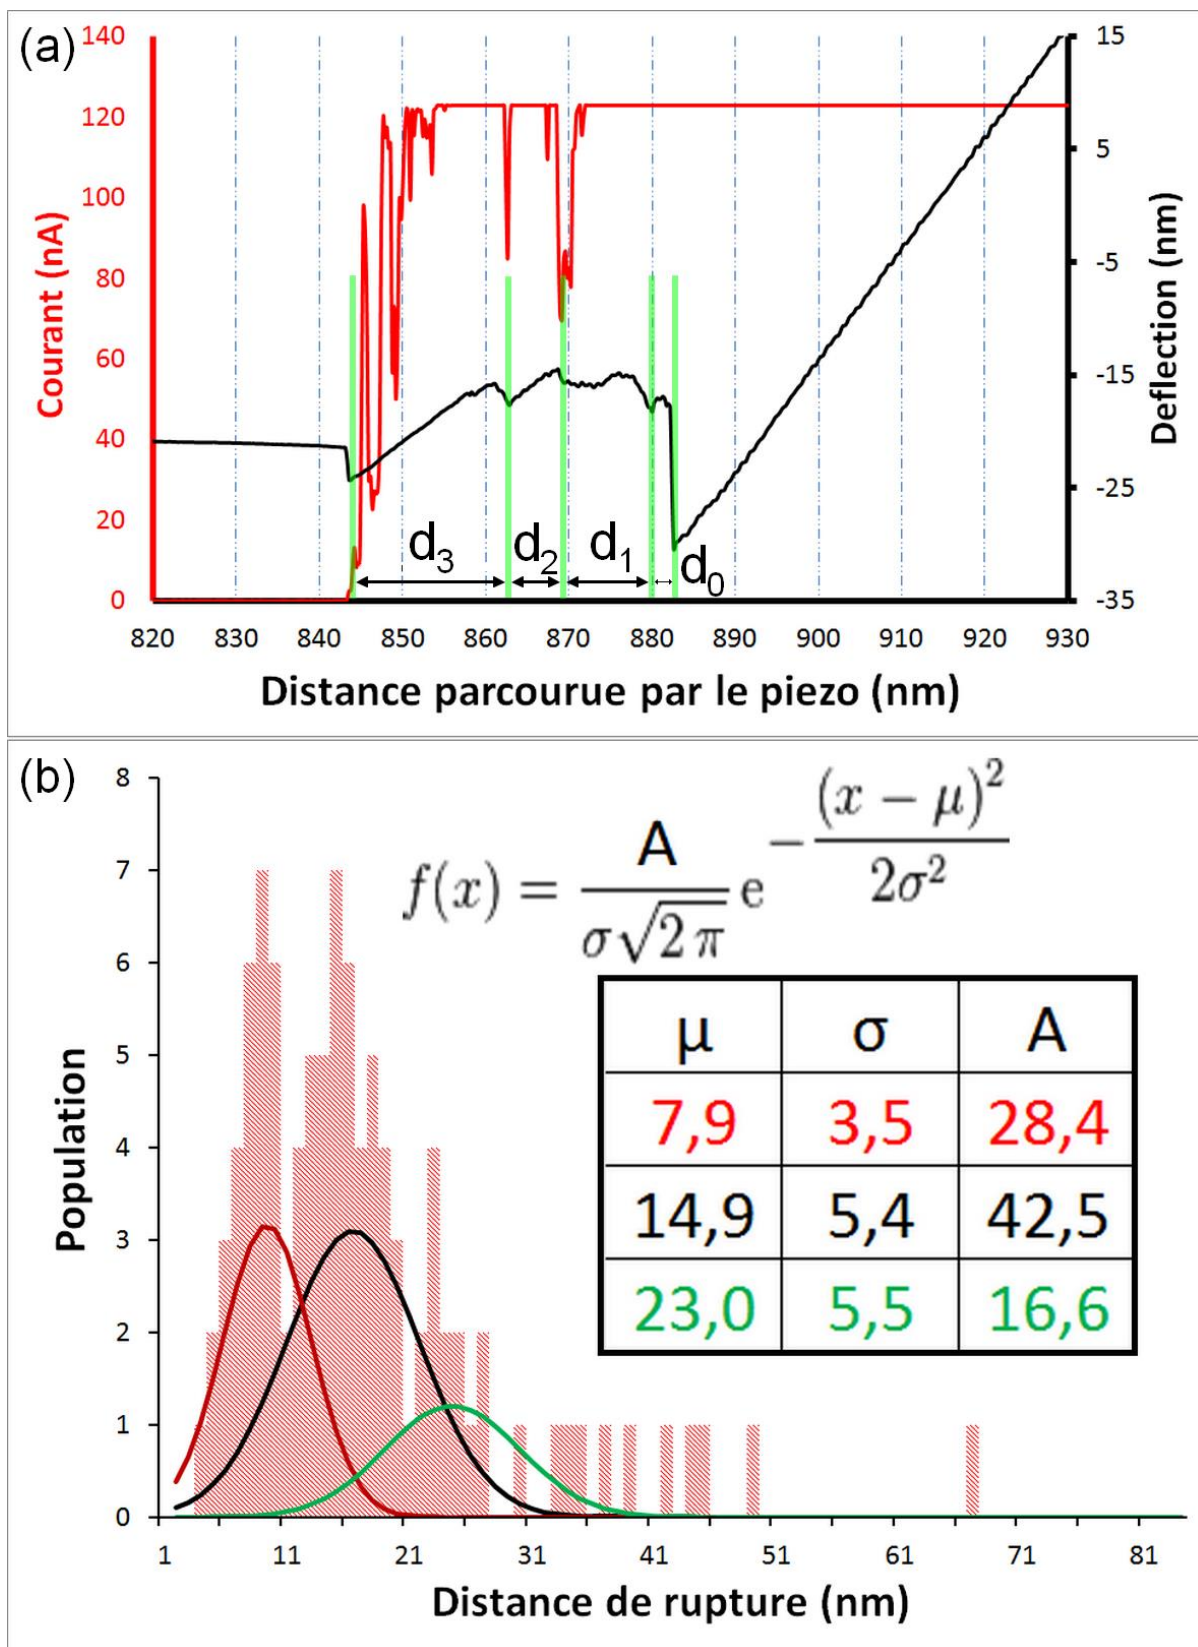 (a)
Courant (nA)
140
120
100
80
60
40
20
0
15
5
-5
-15
-25
-35
Deflection (nm)
d3 d2 d1 d0
820 830 840 850 860 870 880 890 900 910 920 930
Distance parcourue par le piezo (nm)
(b)
Population
8
7
6
5
4
3
2
1
0
f(x) = A / (σ√(2π)) e^(−(x − μ)² / (2σ²))
μ σ A
7,9 3,5 28,4
14,9 5,4 42,5
23,0 5,5 16,6
1 11 21 31 41 51 61 71 81
Distance de rupture (nm)